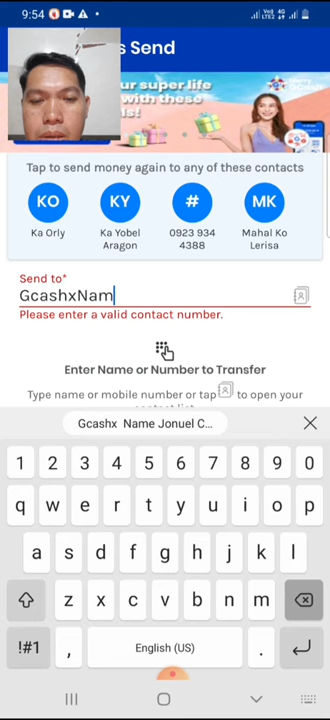 9:54
s Send
ur super life
with these
ls!
Tap to send money again to any of these contacts
KO KY # MK
Ka Orly Ka Yobel Aragon 0923 934 4388 Mahal Ko Lerisa
Send to*
GcashxNam
Please enter a valid contact number.
Enter Name or Number to Transfer
Type name or mobile number or tap to open your
contact list
Gcashx Name Jonuel C...
1 2 3 4 5 6 7 8 9 0
q w e r t y u i o p
a s d f g h j k l
z x c v b n m
!#1 , English (US) .